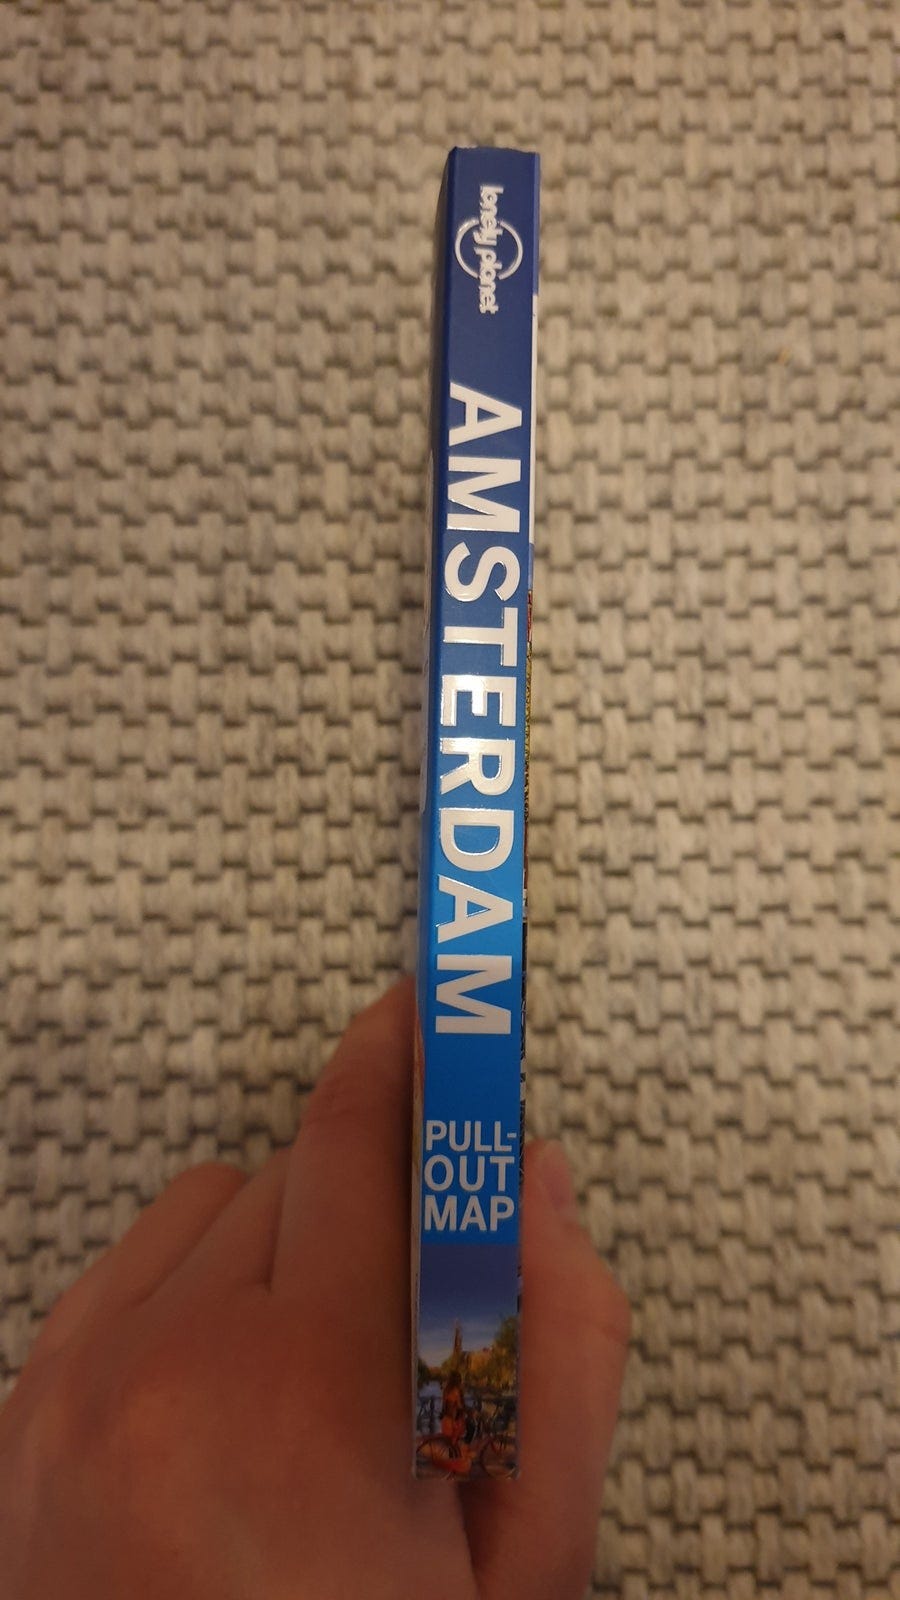 lonely planet
AMSTERDAM
PULL-
OUT
MAP